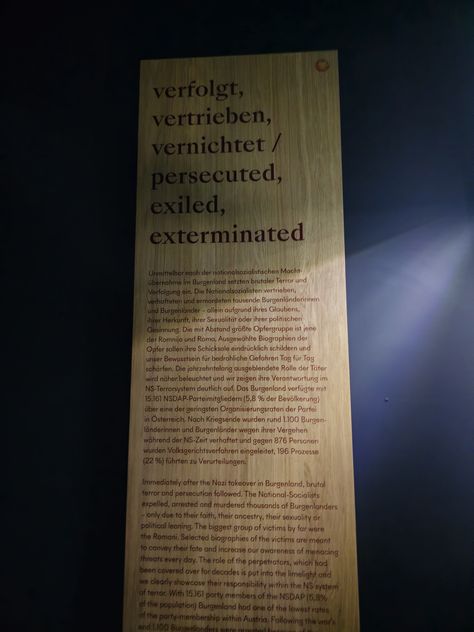 verfolgt,
vertrieben,
vernichtet /
persecuted,
exiled,
exterminated
Unmittelbar nach der nationalsozialistischen Macht-
übernahme im Burgenland setzten brutaler Terror und
Verfolgung ein. Die Nationalsozialisten vertrieben,
verhafteten und ermordeten tausende Burgenländerinnen
und Burgenländer – allein aufgrund ihres Glaubens,
ihrer Herkunft, ihrer Sexualität oder ihrer politischen
Gesinnung. Die mit Abstand größte Opfergruppe ist jene
der Romnija und Roma. Ausgewählte Biographien der
Opfer sollen ihre Schicksale eindrücklich schildern und
unser Bewusstsein für bedrohliche Gefahren Tag für Tag
schärfen. Die jahrzehntelang ausgeblendete Rolle der Täter
wird näher beleuchtet und wir zeigen ihre Verantwortung im
NS-Terrorsystem deutlich auf. Das Burgenland verfügte mit
15.161 NSDAP-Parteimitgliedern (5,8 % der Bevölkerung)
über eine der geringsten Organisierungsraten der Partei
in Österreich. Nach Kriegsende wurden rund 1.100 Burgen-
länderinnen und Burgenländer wegen ihrer Vergehen
während der NS-Zeit verhaftet und gegen 876 Personen
wurden Volksgerichtsverfahren eingeleitet, 196 Prozesse
(22 %) führten zu Verurteilungen.
Immediately after the Nazi takeover in Burgenland, brutal
terror and persecution followed. The National-Socialists
expelled, arrested and murdered thousands of Burgenlanders
– only due to their faith, their ancestry, their sexuality or
political leaning. The biggest group of victims by far were
the Romani. Selected biographies of the victims are meant
to convey their fate and increase our awareness of menacing
threats every day. The role of the perpetrators, which had
been covered over for decades is put into the limelight and
we clearly showcase their responsibility within the NS-system
of terror. With 15,161 party members of the NSDAP (5,8%
of the population) Burgenland had one of the lowest rates
of the party-membership within Austria. Following the war's
end 1,100 Burgenlanders were arrested